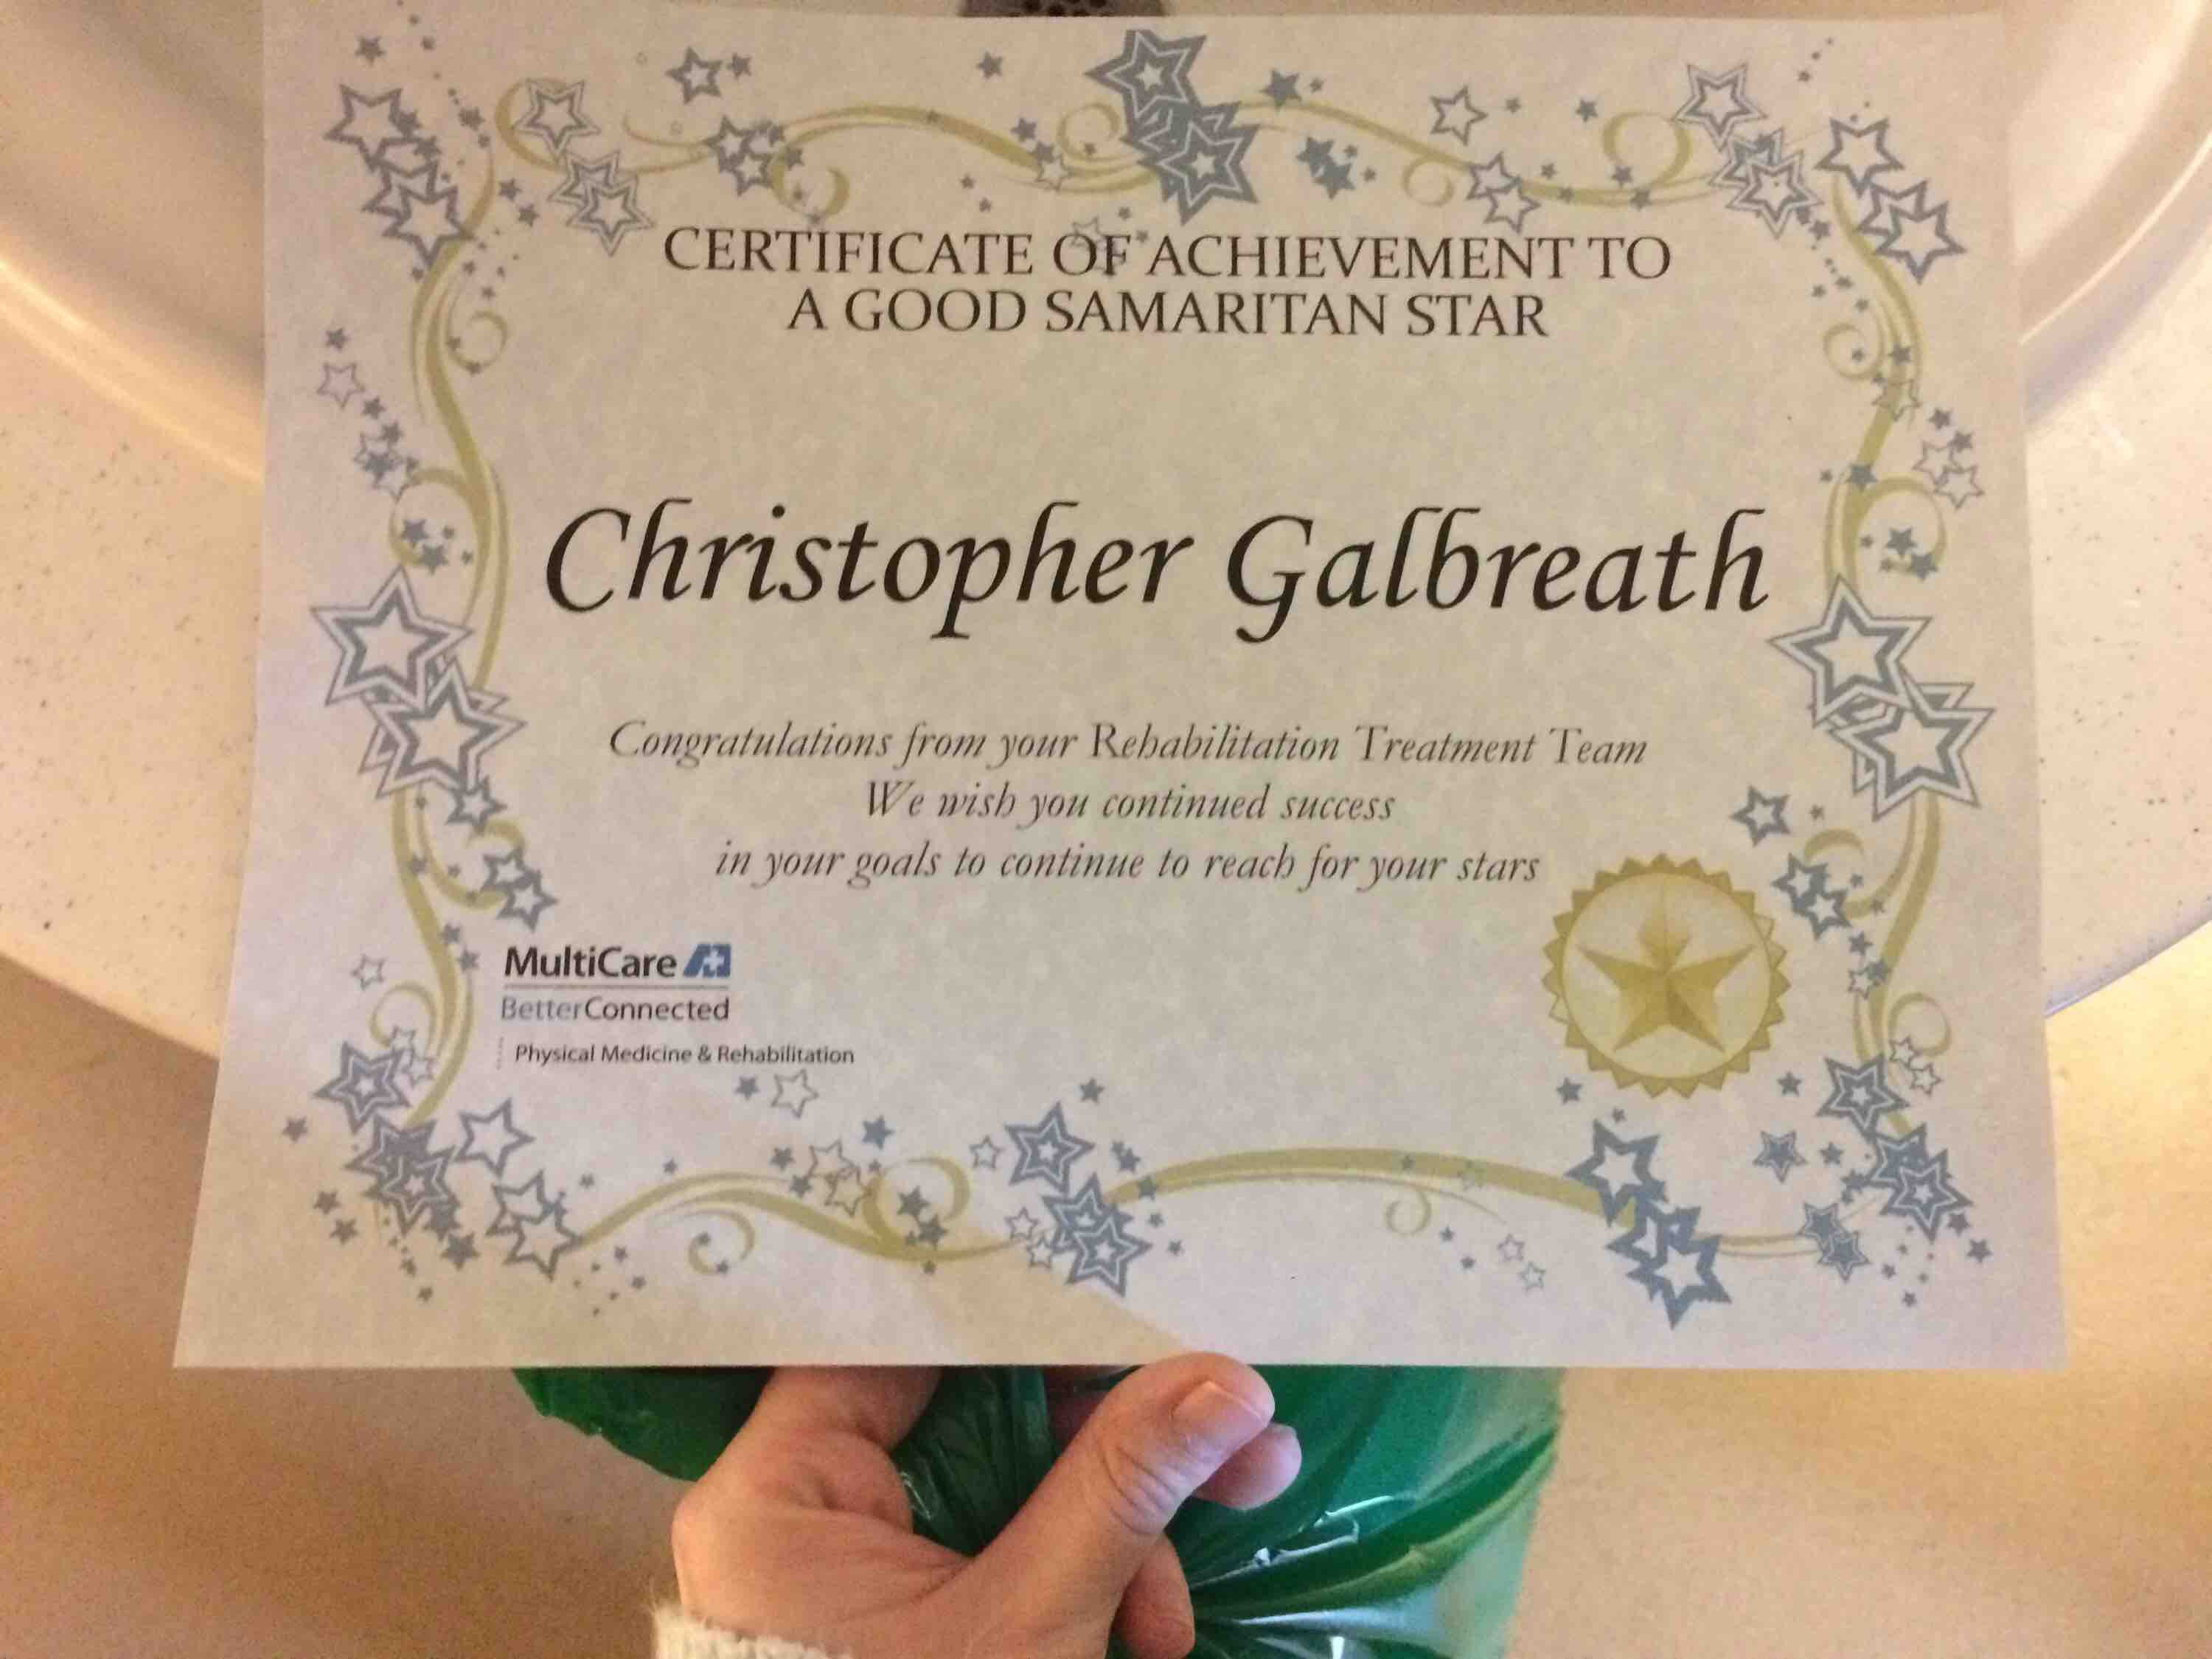 CERTIFICATE OF ACHIEVEMENT TO
A GOOD SAMARITAN STAR
Christopher Galbreath
Congratulations from your Rehabilitation Treatment Team
We wish you continued success
in your goals to continue to reach for your stars
MultiCare
BetterConnected
Physical Medicine & Rehabilitation